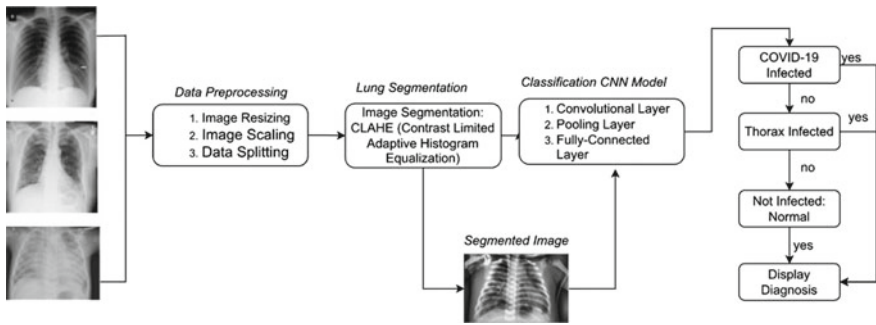 Data Preprocessing
1. Image Resizing
2. Image Scaling
3. Data Splitting
Lung Segmentation
Image Segmentation:
CLAHE (Contrast Limited
Adaptive Histogram
Equalization)
Segmented Image
Classification CNN Model
1. Convolutional Layer
2. Pooling Layer
3. Fully-Connected
Layer
COVID-19
Infected
yes
no
Thorax Infected
yes
no
Not Infected:
Normal
yes
Display
Diagnosis